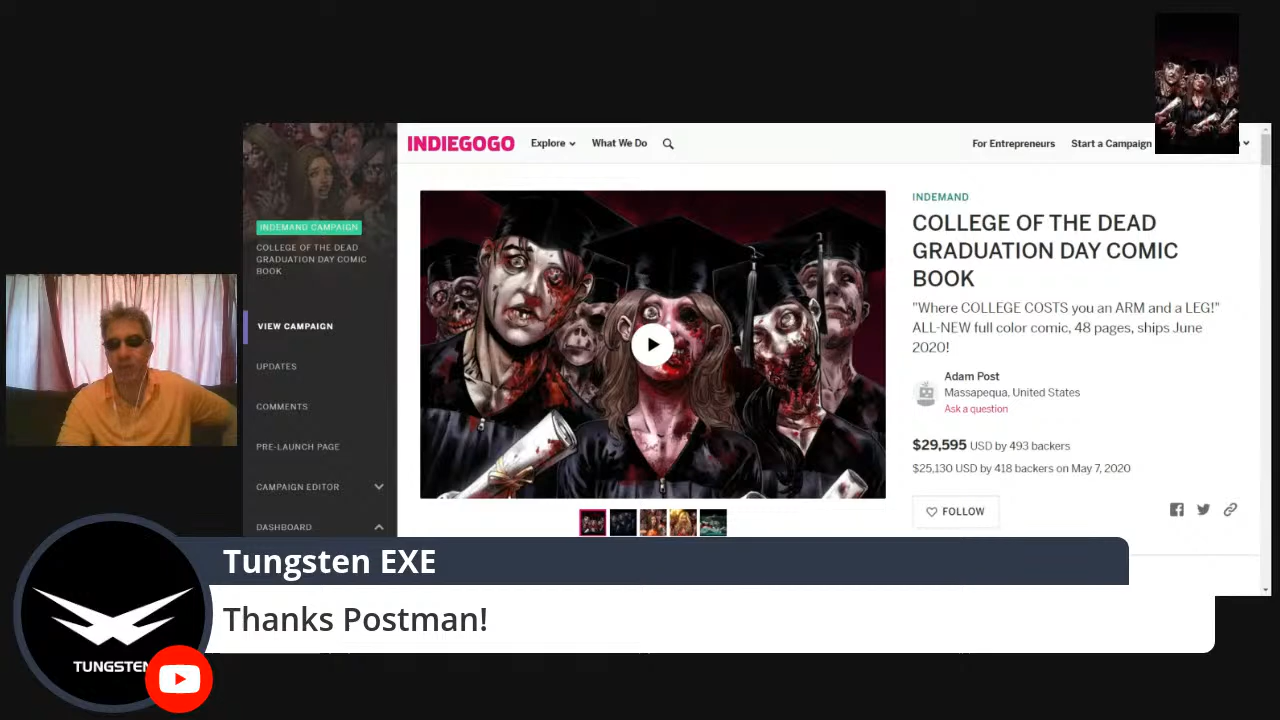 INDIEGOGO
Explore
What We Do
For Entrepreneurs
Start a Campaign
INDEMAND CAMPAIGN
COLLEGE OF THE DEAD
GRADUATION DAY COMIC
BOOK
VIEW CAMPAIGN
UPDATES
COMMENTS
PRE-LAUNCH PAGE
CAMPAIGN EDITOR
DASHBOARD
INDEMAND
COLLEGE OF THE DEAD
GRADUATION DAY COMIC
BOOK
"Where COLLEGE COSTS you an ARM and a LEG!"
ALL-NEW full color comic, 48 pages, ships June
2020!
Adam Post
Massapequa, United States
Ask a question
$29,595 USD by 493 backers
$25,130 USD by 418 backers on May 7, 2020
FOLLOW
Tungsten EXE
Thanks Postman!
TUNGSTEN